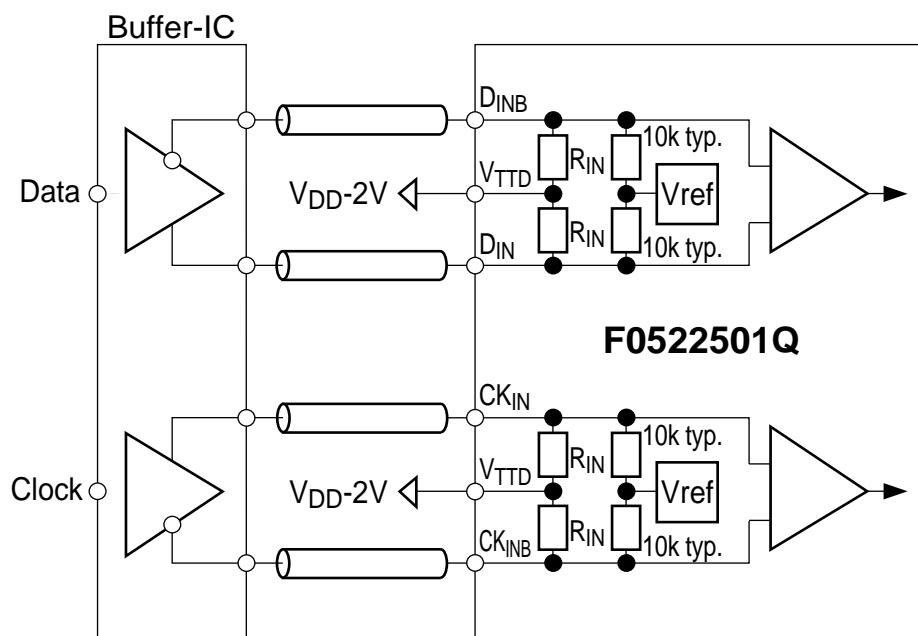 Buffer-IC
DINB
10k typ.
RIN
Data
VDD-2V
VTTD
Vref
RIN
DIN
10k typ.
F0522501Q
CKIN
10k typ.
RIN
Clock
VDD-2V
VTTD
Vref
RIN
CKINB
10k typ.